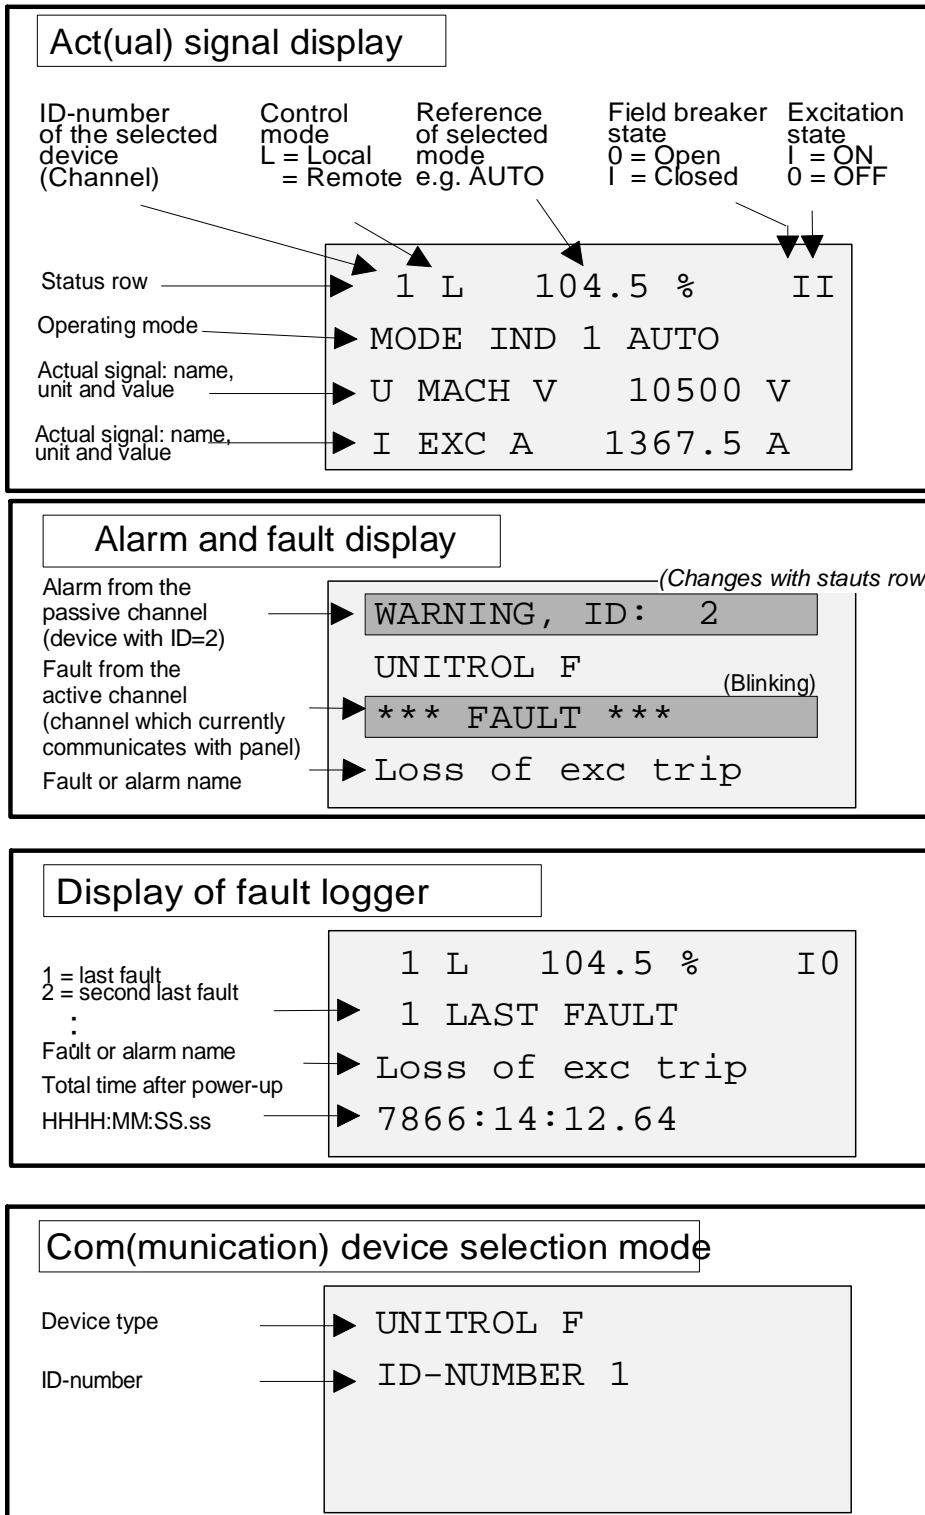 Act(ual) signal display
ID-number
of the selected
device
(Channel)
Control
mode
L = Local
= Remote
Reference
of selected
mode
e.g. AUTO
Field breaker
state
0 = Open
I = Closed
Excitation
state
I = ON
0 = OFF
Status row
1 L 104.5 % II
Operating mode
MODE IND 1 AUTO
Actual signal: name,
unit and value
U MACH V 10500 V
Actual signal: name,
unit and value
I EXC A 1367.5 A
Alarm and fault display
(Changes with stauts row)
Alarm from the
passive channel
(device with ID=2)
WARNING, ID: 2
UNITROL F
Fault from the
active channel
(channel which currently
communicates with panel)
(Blinking)
*** FAULT ***
Fault or alarm name
Loss of exc trip
Display of fault logger
1 L 104.5 % I0
1 = last fault
2 = second last fault
:
.
1 LAST FAULT
Fault or alarm name
Loss of exc trip
Total time after power-up
HHHH:MM:SS.ss
7866:14:12.64
Com(munication) device selection mode
Device type
UNITROL F
ID-number
ID-NUMBER 1